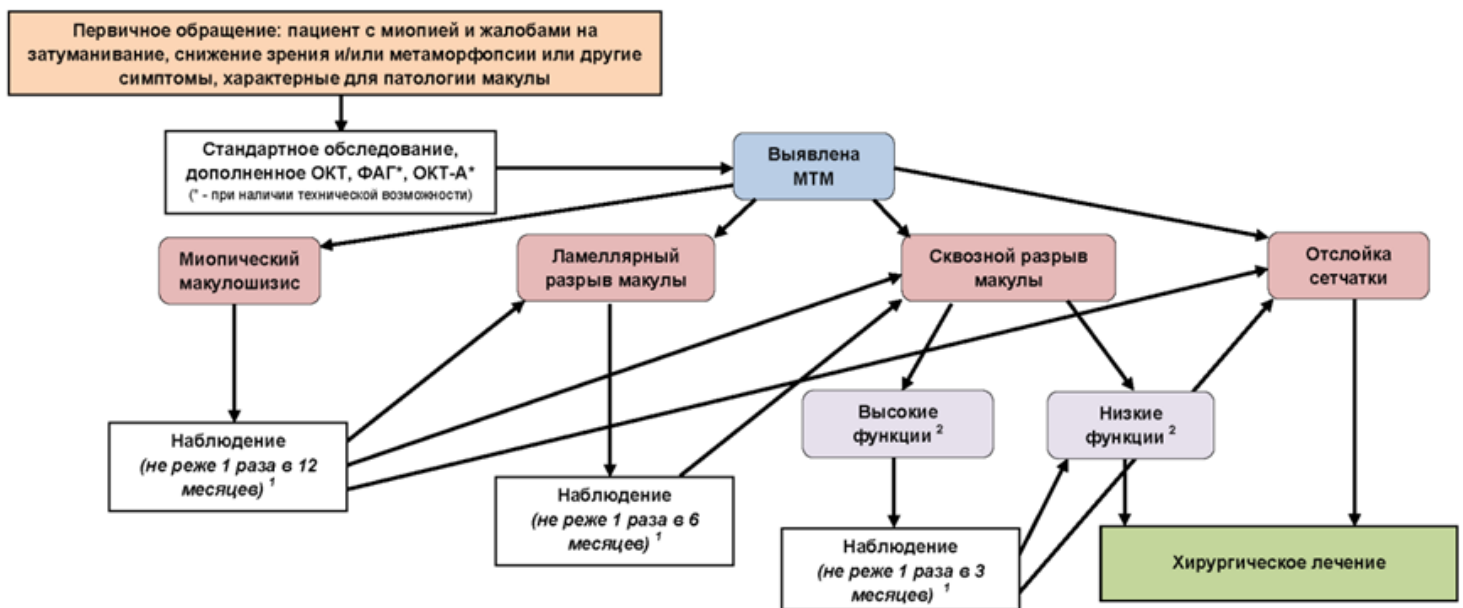 Первичное обращение: пациент с миопией и жалобами на
затуманивание, снижение зрения и/или метаморфопсии или другие
симптомы, характерные для патологии макулы
Стандартное обследование,
дополненное ОКТ, ФАГ*, ОКТ-А*
(* - при наличии технической возможности)
Выявлена
МТМ
Миопический
макулошизис
Ламеллярный
разрыв макулы
Сквозной разрыв
макулы
Отслойка
сетчатки
Высокие
функции ²
Низкие
функции ²
Наблюдение
(не реже 1 раза в 12
месяцев) ¹
Наблюдение
(не реже 1 раза в 6
месяцев) ¹
Наблюдение
(не реже 1 раза в 3
месяцев) ¹
Хирургическое лечение